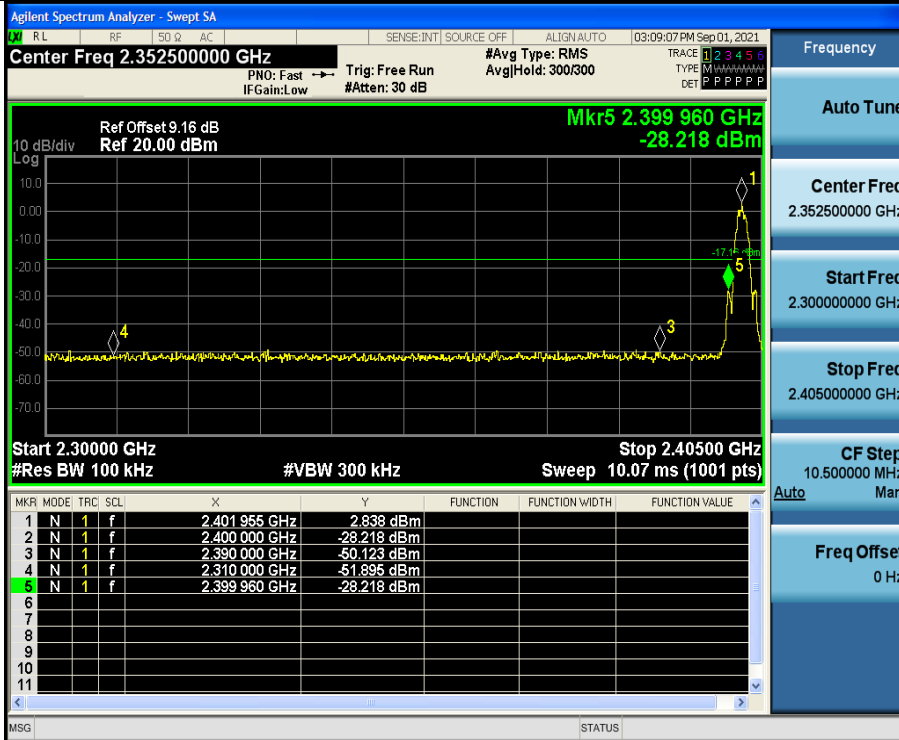 Agilent Spectrum Analyzer - Swept SA
LXI RL RF 50 Ω AC SENSE:INT SOURCE OFF ALIGN AUTO 03:09:07 PM Sep 01, 2021
Center Freq 2.352500000 GHz
PNO: Fast
IFGain:Low
Trig: Free Run
#Atten: 30 dB
#Avg Type: RMS
Avg|Hold: 300/300
TRACE 1 2 3 4 5 6
TYPE M
DET P P P P P P
Mkr5 2.399 960 GHz
-28.218 dBm
Ref Offset 9.16 dB
10 dB/div Ref 20.00 dBm
Log
10.0
0.00
-10.0
-20.0
-30.0
-40.0
-50.0
-60.0
-70.0
1
5
4
3
Start 2.30000 GHz Stop 2.40500 GHz
#Res BW 100 kHz #VBW 300 kHz Sweep 10.07 ms (1001 pts)
MKR MODE TRC SCL X Y FUNCTION FUNCTION WIDTH FUNCTION VALUE
1 N 1 f 2.401 955 GHz 2.838 dBm
2 N 1 f 2.400 000 GHz -28.218 dBm
3 N 1 f 2.390 000 GHz -50.123 dBm
4 N 1 f 2.310 000 GHz -51.895 dBm
5 N 1 f 2.399 960 GHz -28.218 dBm
6
7
8
9
10
11
MSG STATUS
Frequency
Auto Tune
Center Freq
2.352500000 GHz
Start Freq
2.300000000 GHz
Stop Freq
2.405000000 GHz
CF Step
10.500000 MHz
Auto Man
Freq Offset
0 Hz